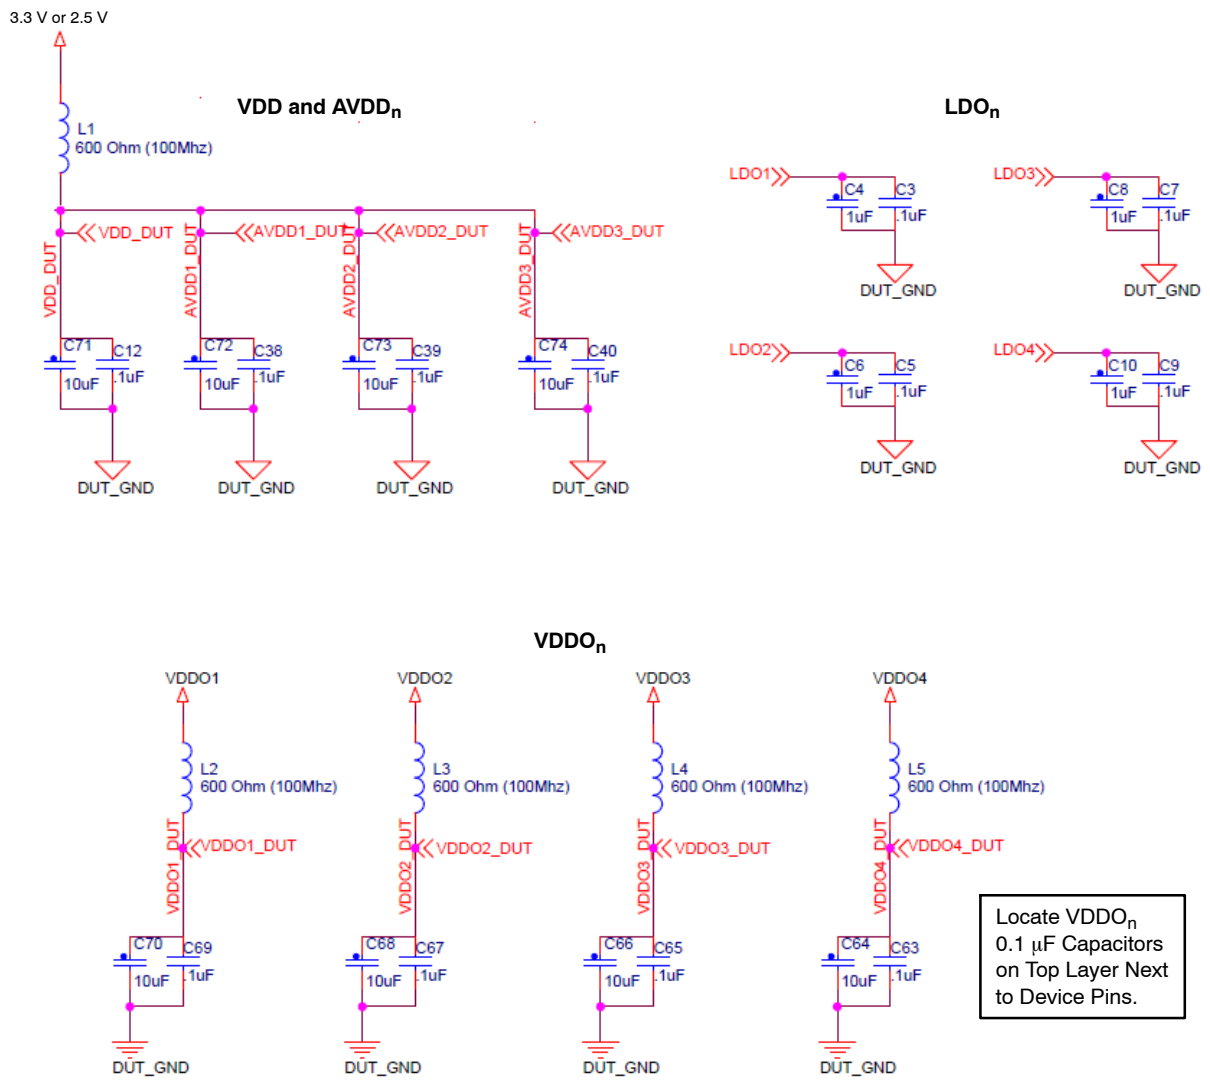 3.3 V or 2.5 V
VDD and AVDDn
LDOn
L1
600 Ohm (100Mhz)
VDD_DUT
AVDD1_DUT
AVDD2_DUT
AVDD3_DUT
VDD_DUT
AVDD1_DUT
AVDD2_DUT
AVDD3_DUT
C71
10uF
C12
.1uF
C72
10uF
C38
.1uF
C73
10uF
C39
.1uF
C74
10uF
C40
.1uF
DUT_GND
DUT_GND
DUT_GND
DUT_GND
LDO1
C4
1uF
C3
.1uF
DUT_GND
LDO3
C8
1uF
C7
.1uF
DUT_GND
LDO2
C6
1uF
C5
.1uF
DUT_GND
LDO4
C10
1uF
C9
.1uF
DUT_GND
VDDOn
VDDO1
L2
600 Ohm (100Mhz)
VDDO1_DUT
VDDO1_DUT
C70
10uF
C69
.1uF
DUT_GND
VDDO2
L3
600 Ohm (100Mhz)
VDDO2_DUT
VDDO2_DUT
C68
10uF
C67
.1uF
DUT_GND
VDDO3
L4
600 Ohm (100Mhz)
VDDO3_DUT
VDDO3_DUT
C66
10uF
C65
.1uF
DUT_GND
VDDO4
L5
600 Ohm (100Mhz)
VDDO4_DUT
VDDO4_DUT
C64
10uF
C63
.1uF
DUT_GND
Locate VDDOn
0.1 μF Capacitors
on Top Layer Next
to Device Pins.